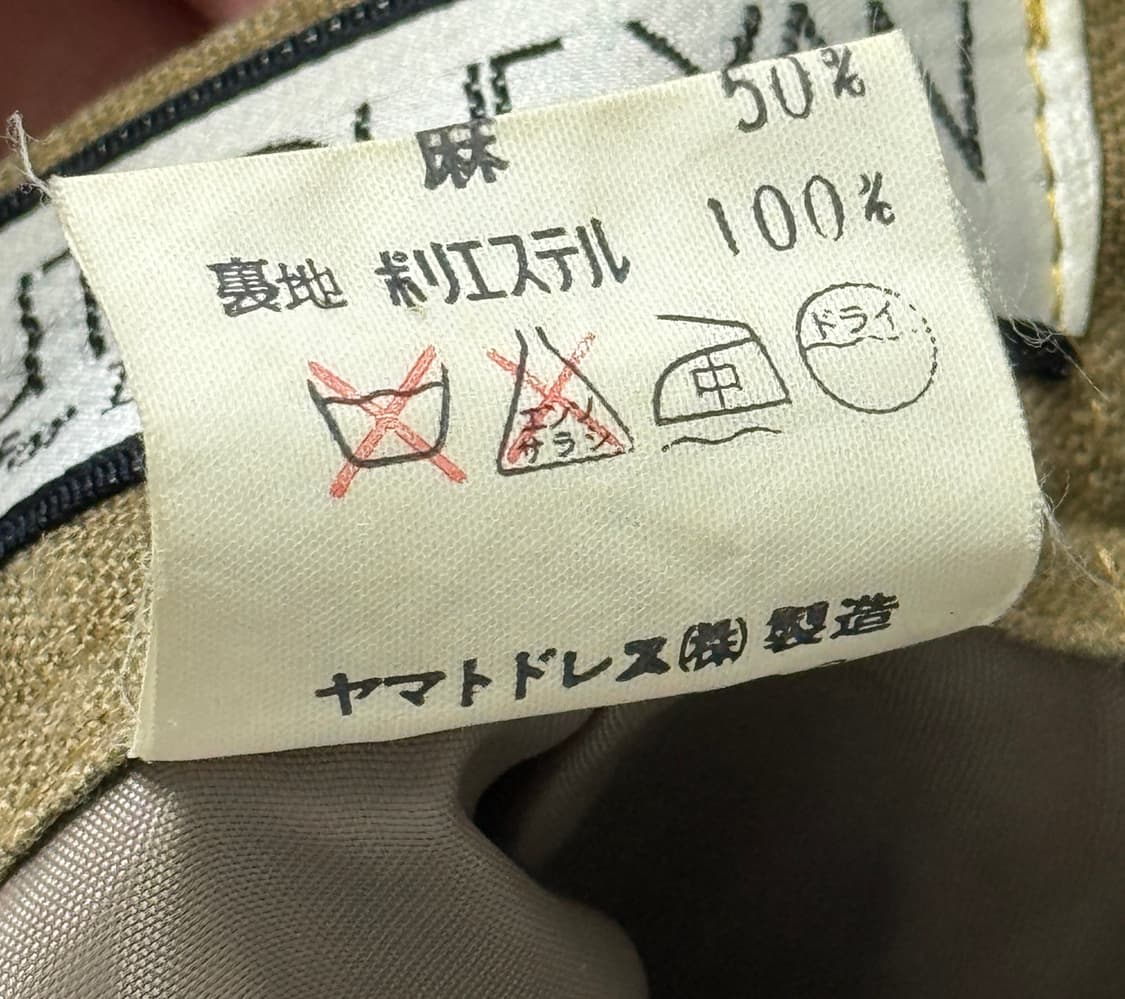 麻 50%
裏地 ポリエステル 100%
エンソ サラシ 中 ドライ
ヤマトドレス㈱製造